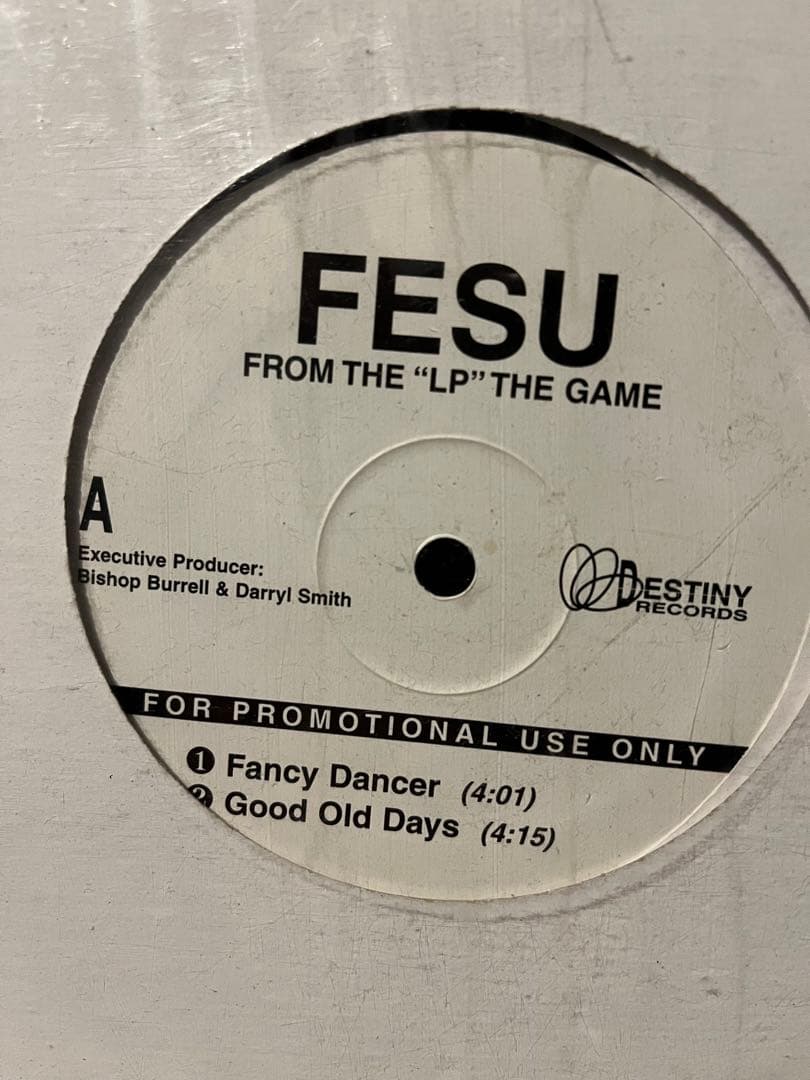 FESU
FROM THE “LP” THE GAME
A
Executive Producer:
Bishop Burrell & Darryl Smith
DESTINY
RECORDS
FOR PROMOTIONAL USE ONLY
1 Fancy Dancer (4:01)
2 Good Old Days (4:15)